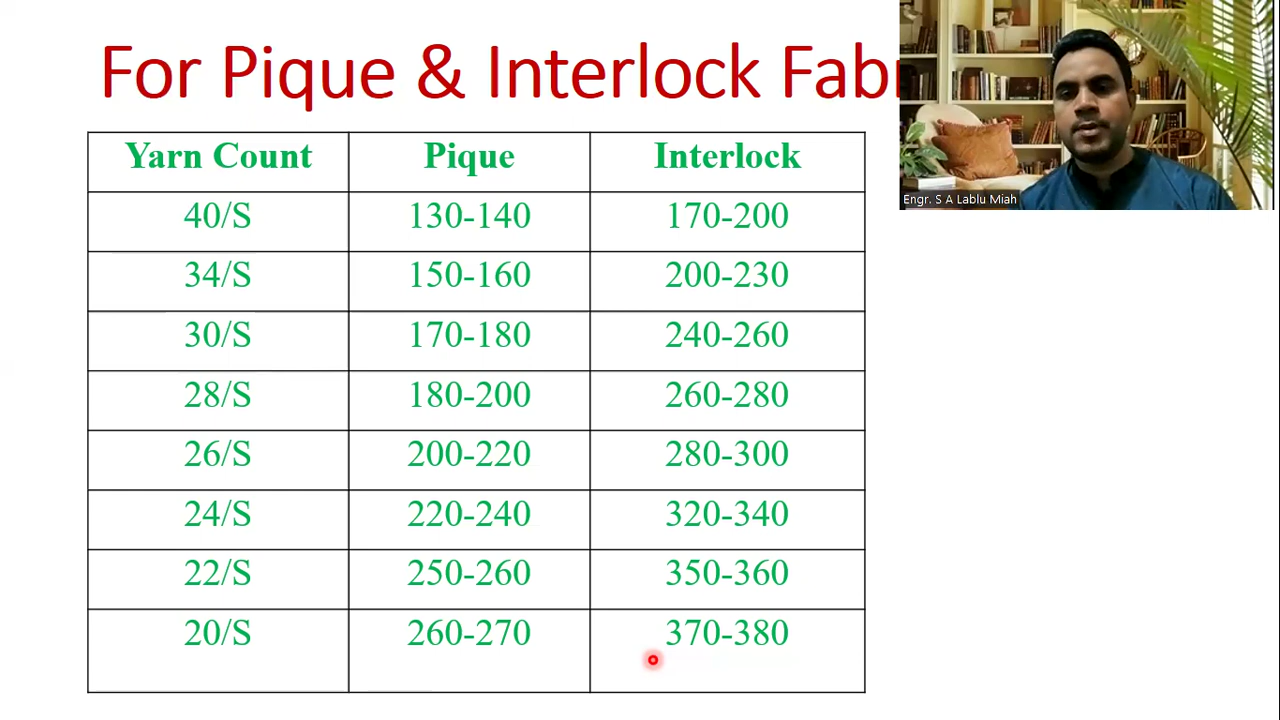 For Pique & Interlock
Yarn Count Pique Interlock
40/S 130-140 170-200
34/S 150-160 200-230
30/S 170-180 240-260
28/S 180-200 260-280
26/S 200-220 280-300
24/S 220-240 320-340
22/S 250-260 350-360
20/S 260-270 370-380
Engr. S A Lablu Miah